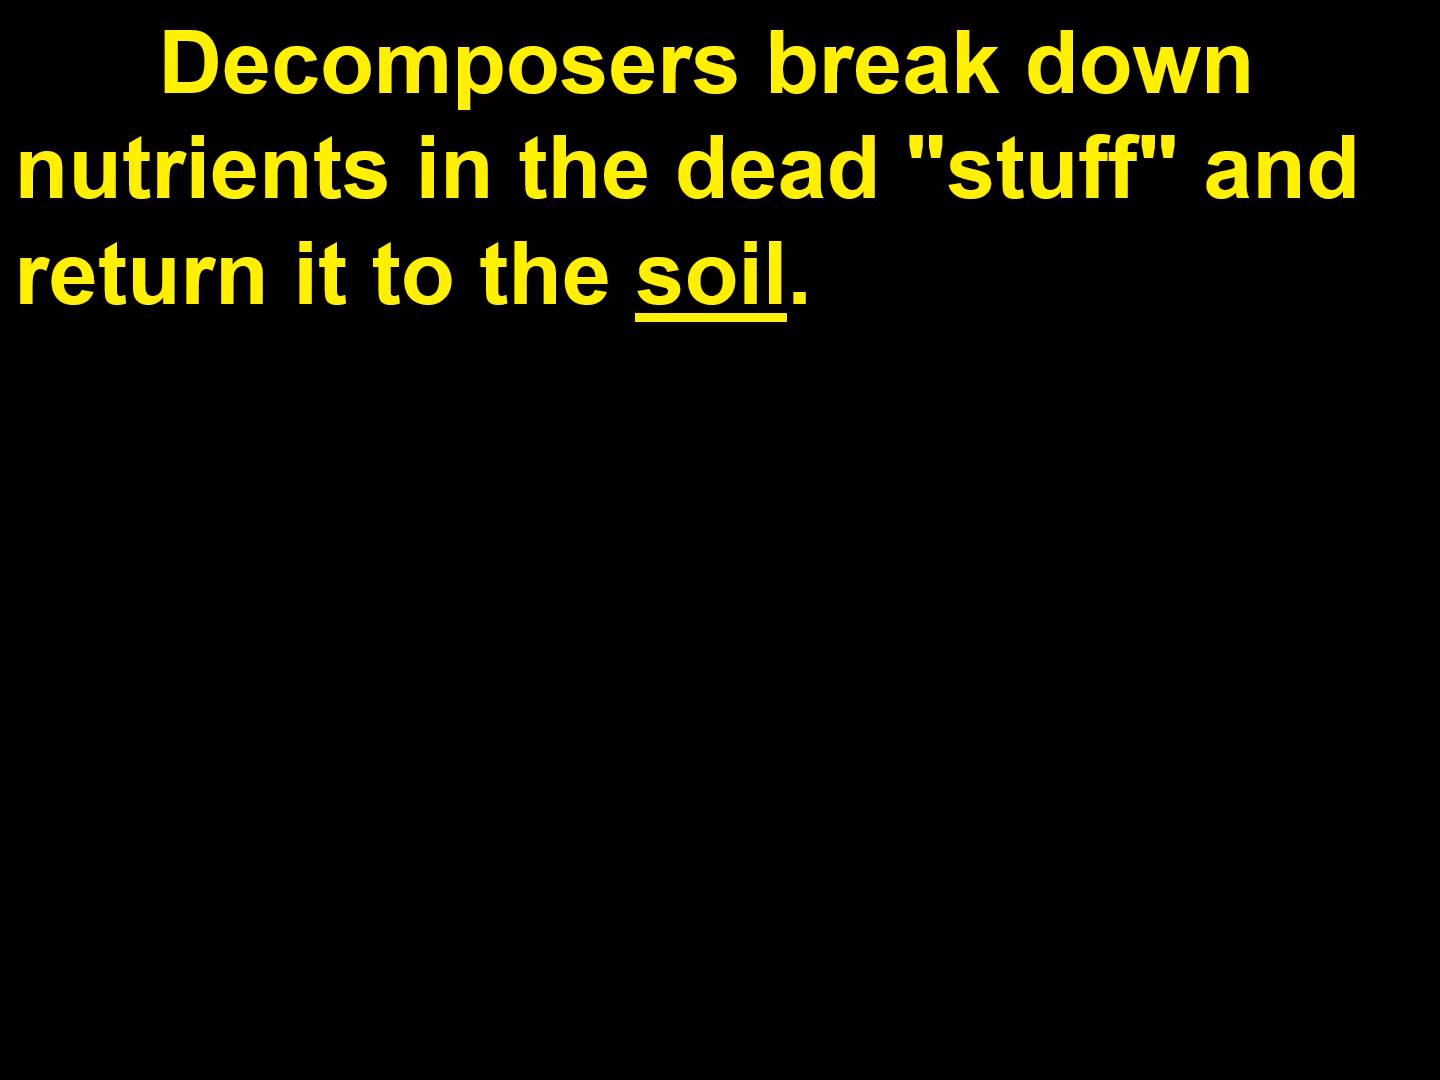 Decomposers break down
nutrients in the dead "stuff" and
return it to the soil.